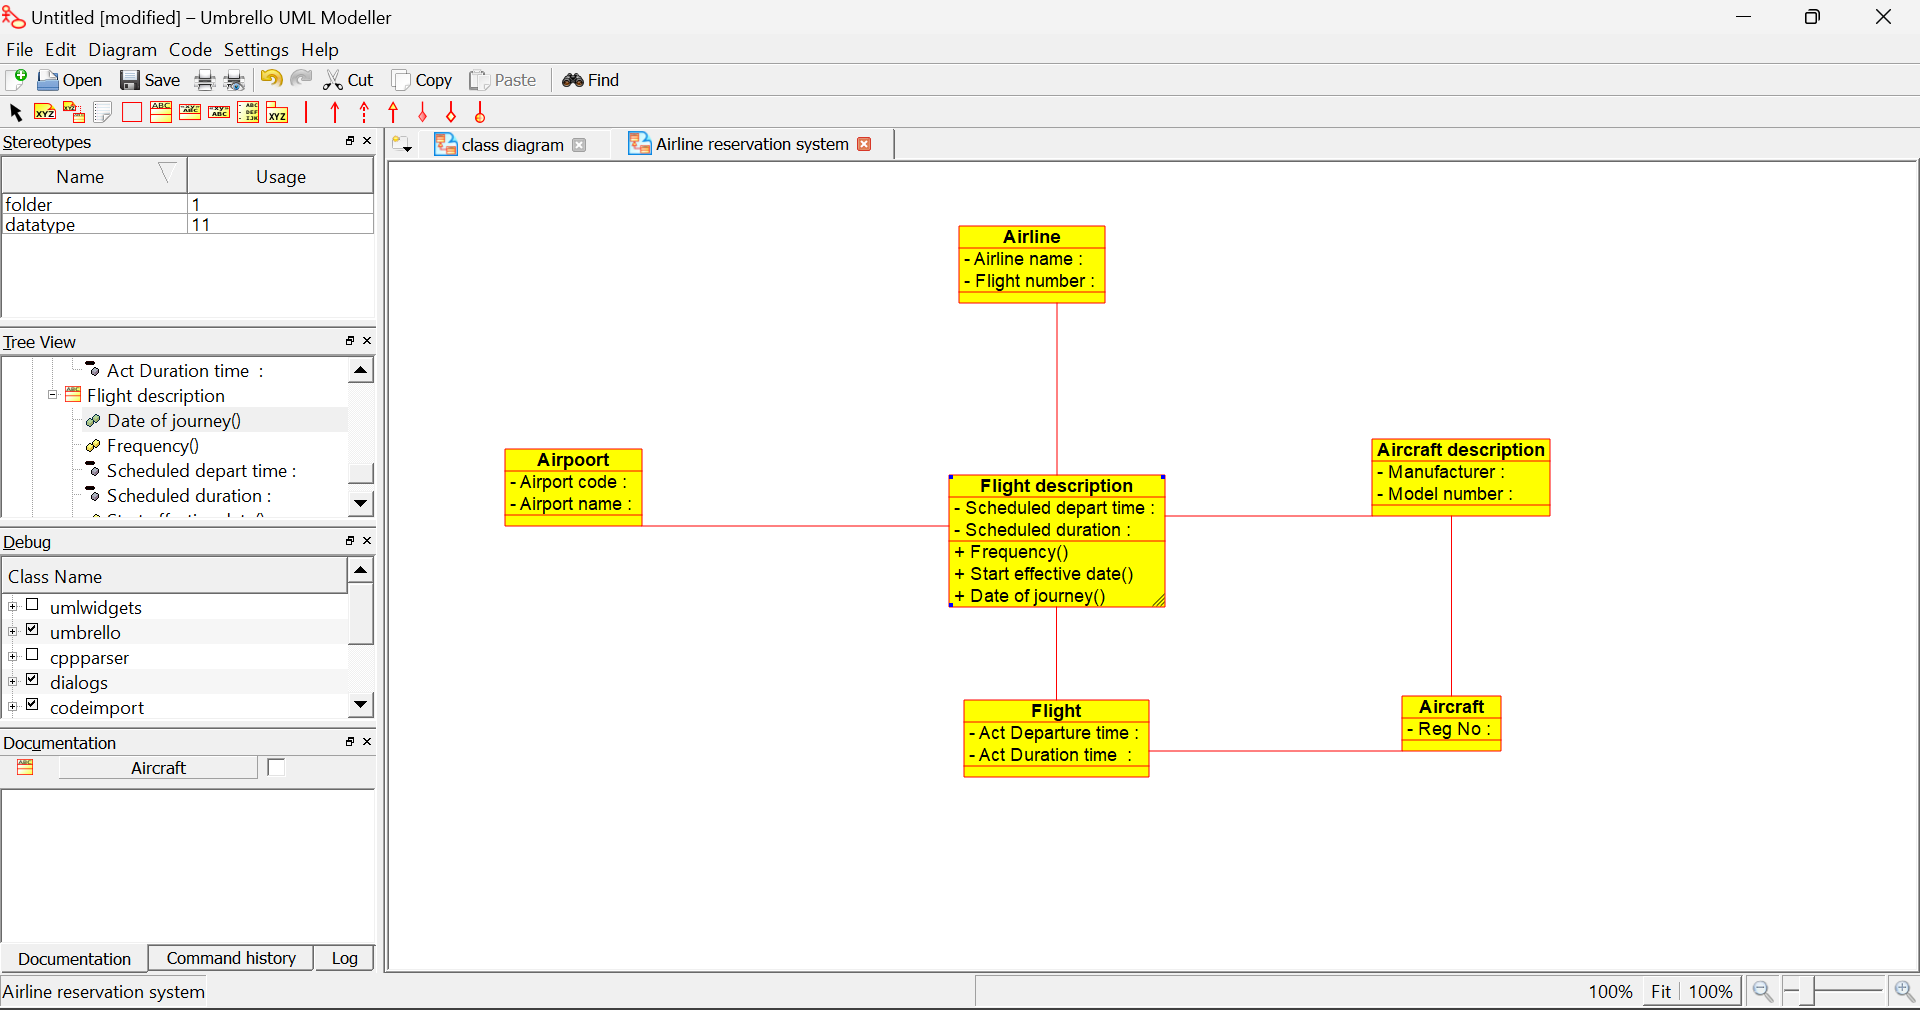 Untitled [modified] – Umbrello UML Modeller
File Edit Diagram Code Settings Help
Open Save Cut Copy Paste Find
Stereotypes
Name Usage
folder 1
datatype 11
Tree View
Act Duration time :
Flight description
Date of journey()
Frequency()
Scheduled depart time :
Scheduled duration :
Debug
Class Name
umlwidgets
umbrello
cppparser
dialogs
codeimport
Documentation
Aircraft
Documentation Command history Log
class diagram
Airline reservation system
Airline
- Airline name :
- Flight number :
Airpoort
- Airport code :
- Airport name :
Flight description
- Scheduled depart time :
- Scheduled duration :
+ Frequency()
+ Start effective date()
+ Date of journey()
Aircraft description
- Manufacturer :
- Model number :
Flight
- Act Departure time :
- Act Duration time :
Aircraft
- Reg No :
Airline reservation system
100% Fit 100%